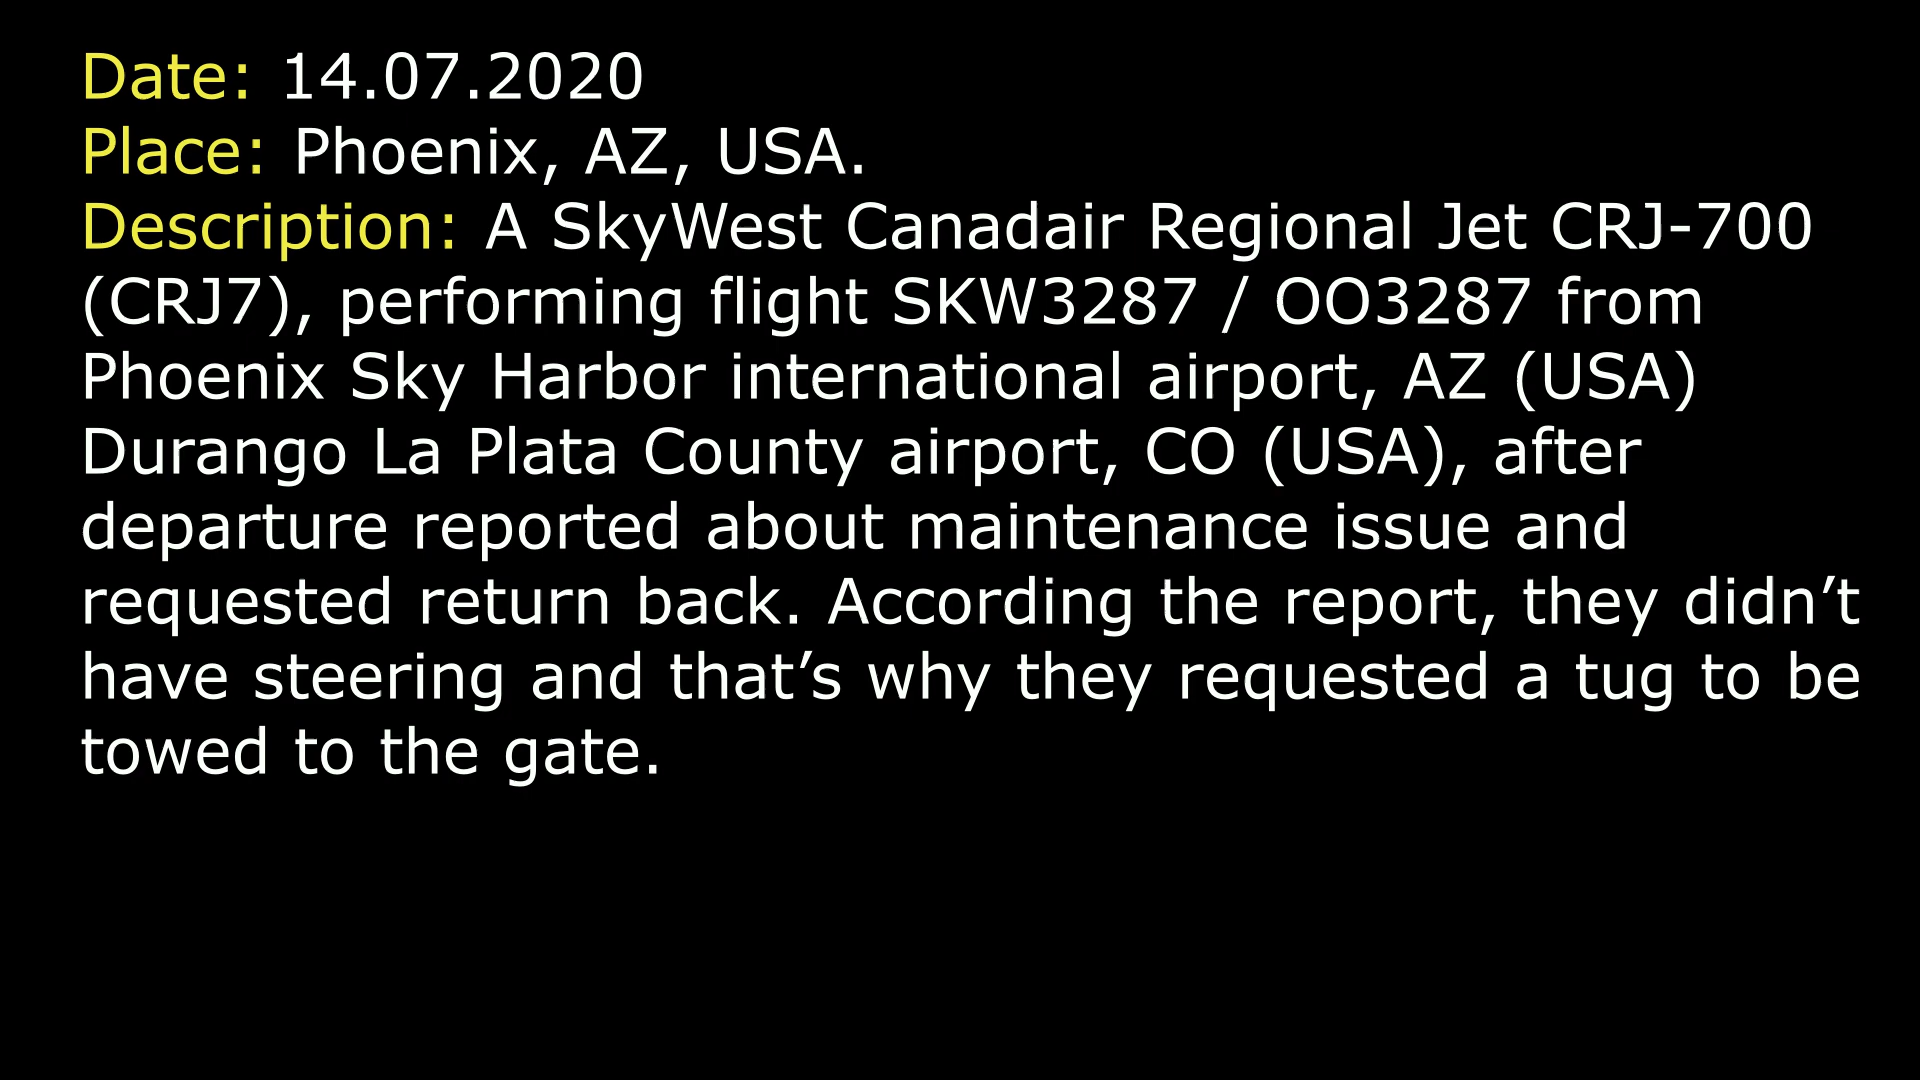 Date: 14.07.2020
Place: Phoenix, AZ, USA.
Description: A SkyWest Canadair Regional Jet CRJ-700
(CRJ7), performing flight SKW3287 / OO3287 from
Phoenix Sky Harbor international airport, AZ (USA)
Durango La Plata County airport, CO (USA), after
departure reported about maintenance issue and
requested return back. According the report, they didn’t
have steering and that’s why they requested a tug to be
towed to the gate.